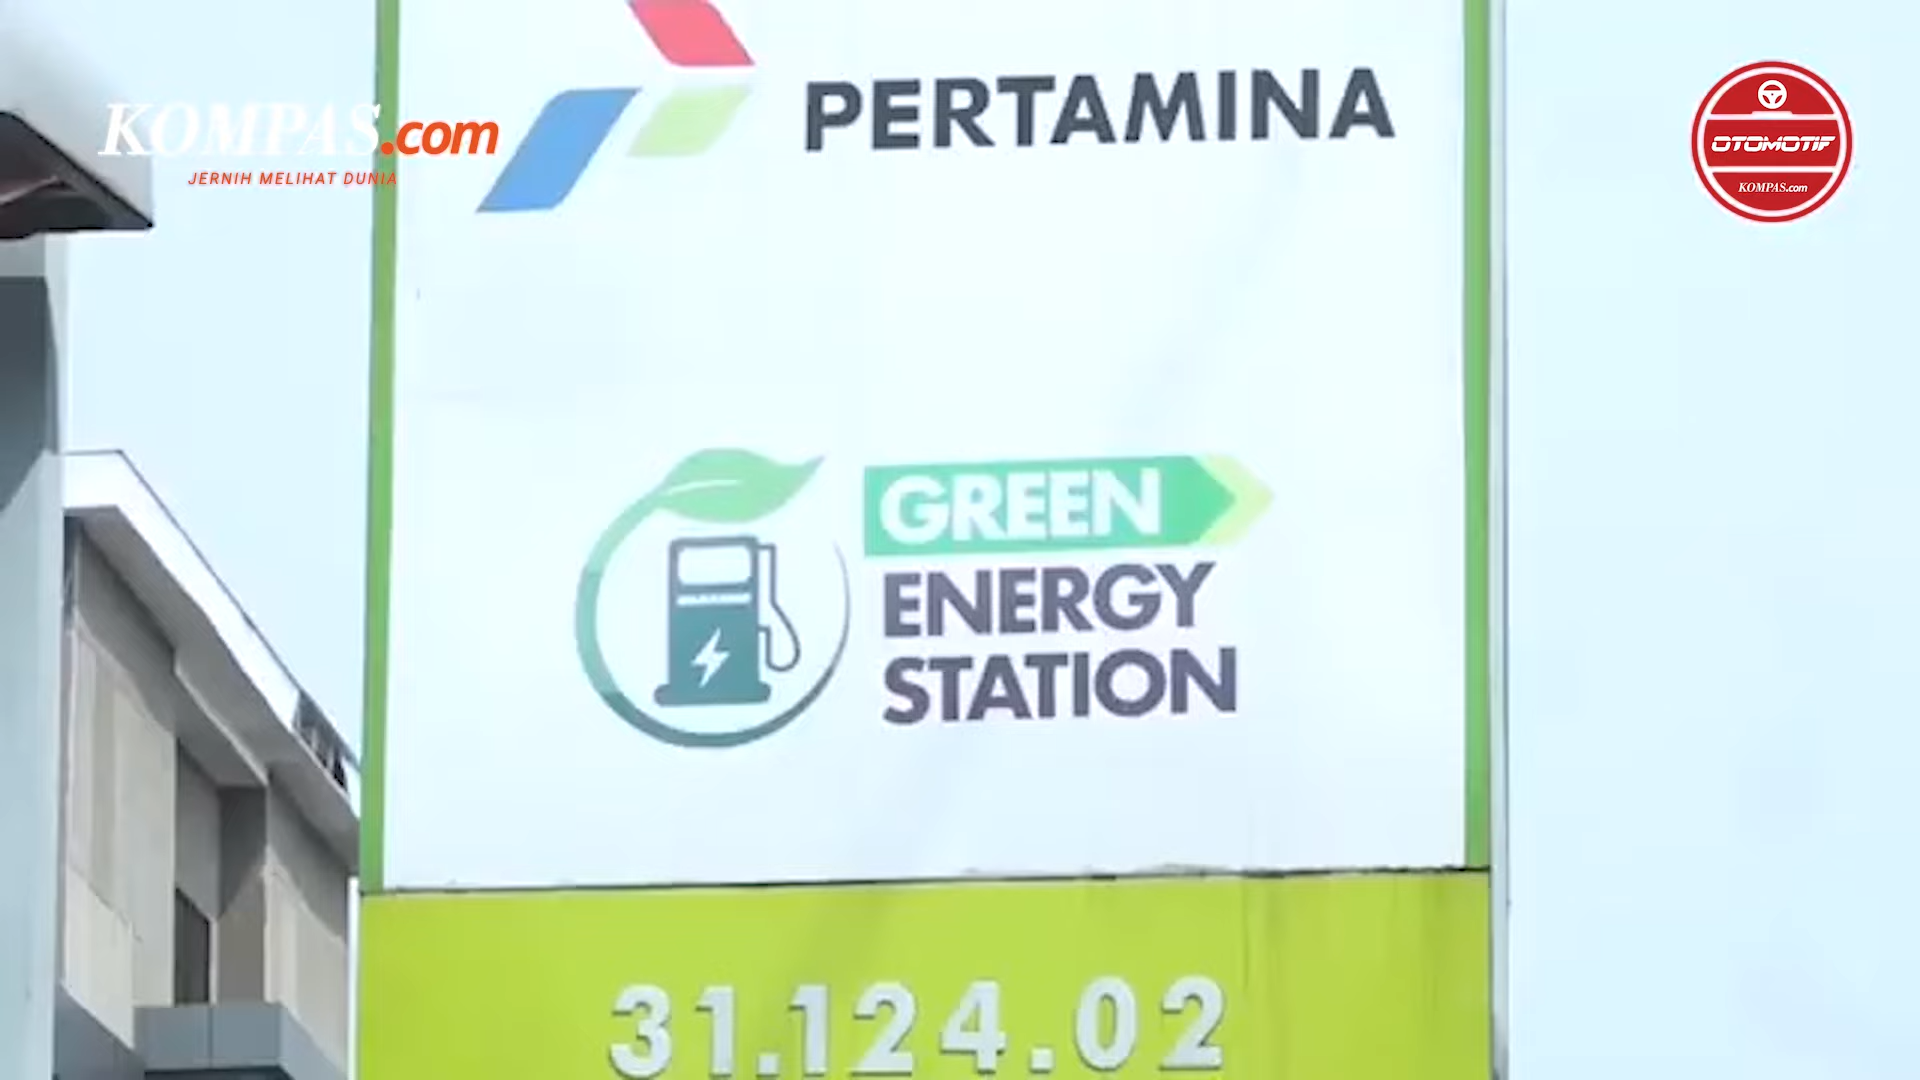 KOMPAS.com
JERNIH MELIHAT DUNIA
PERTAMINA
OTOMOTIF
KOMPAS.com
GREEN
ENERGY
STATION
31.124.02